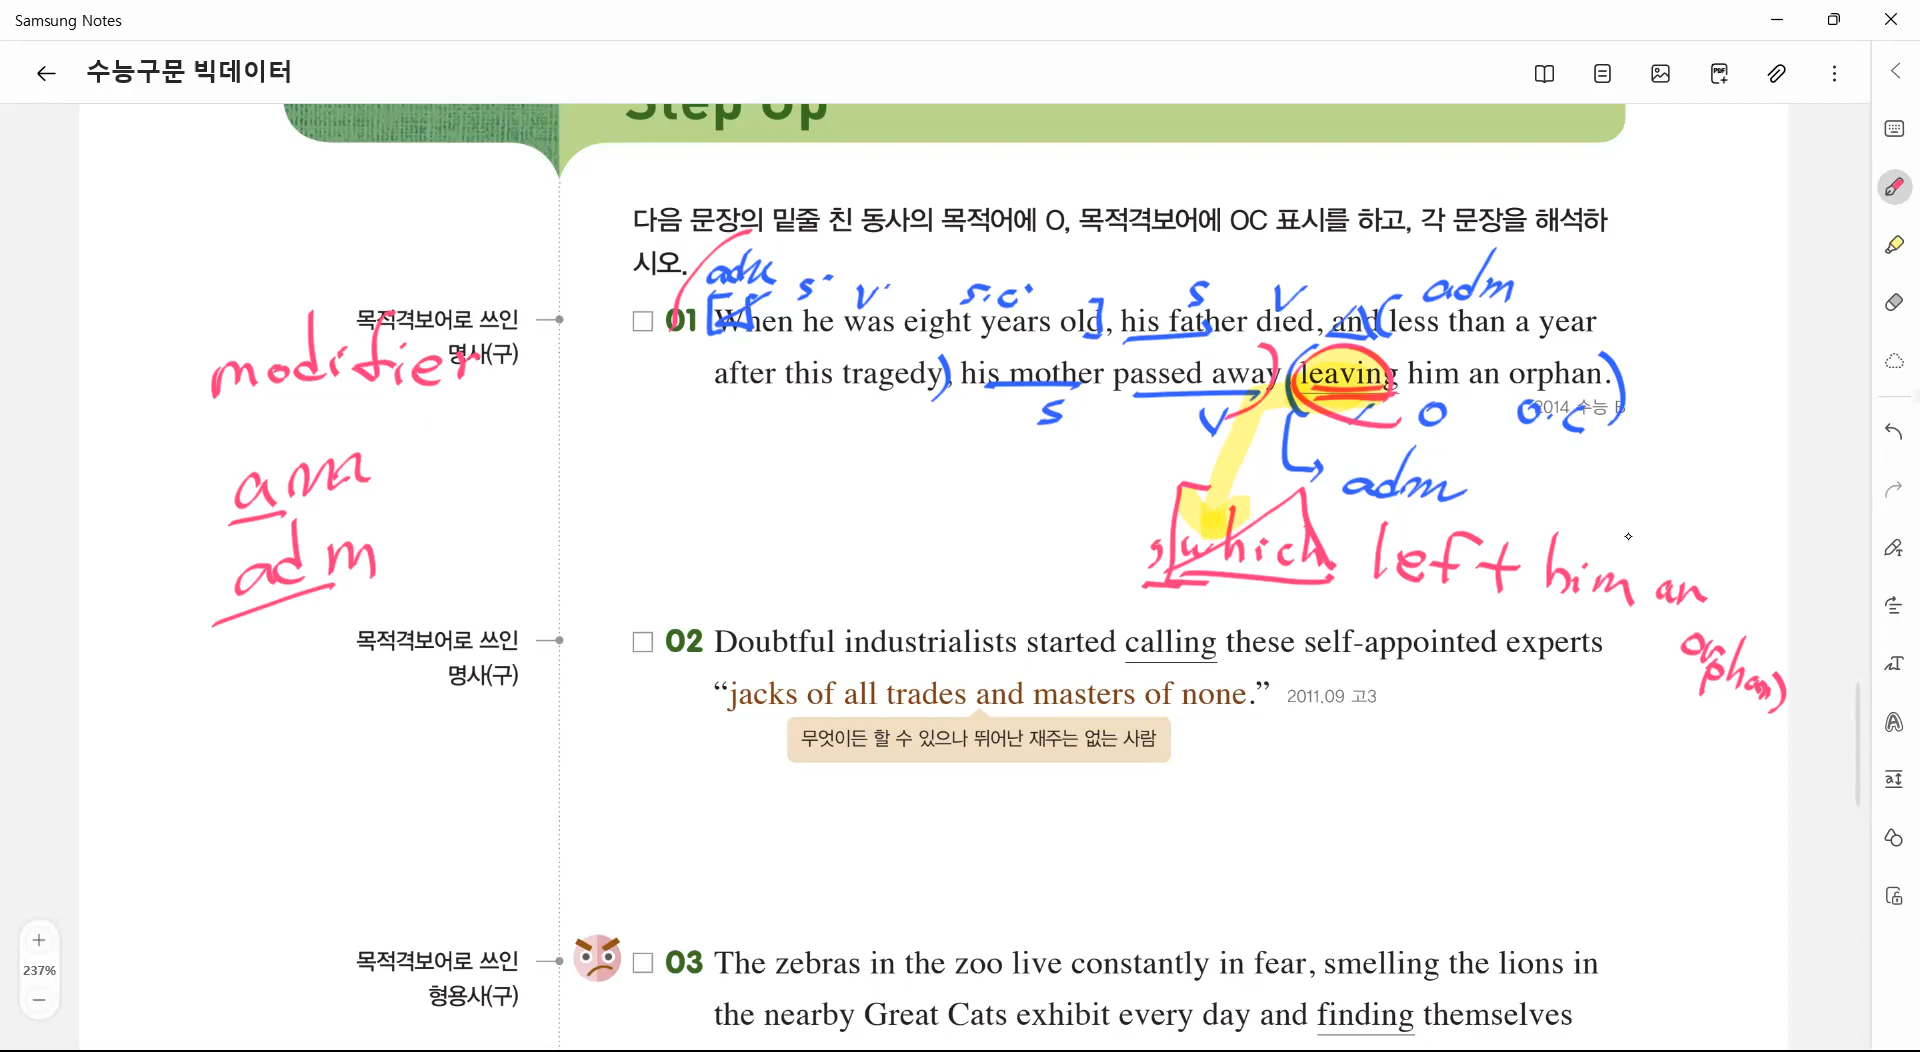 Samsung Notes
수능구문 빅데이터
Step Up
다음 문장의 밑줄 친 동사의 목적어에 O, 목적격보어에 OC 표시를 하고, 각 문장을 해석하
시오.
adm s' v' s.c' s v adm
목적격보어로 쓰인
명사(구)
01 When he was eight years old, his father died, and less than a year
after this tragedy, his mother passed away, leaving him an orphan.
2014 수능 B
s v O O.C
modifier
am
adm
adm
which left him an
orphan)
목적격보어로 쓰인
명사(구)
02 Doubtful industrialists started calling these self-appointed experts
“jacks of all trades and masters of none.” 2011.09 고3
무엇이든 할 수 있으나 뛰어난 재주는 없는 사람
목적격보어로 쓰인
형용사(구)
03 The zebras in the zoo live constantly in fear, smelling the lions in
the nearby Great Cats exhibit every day and finding themselves
237%